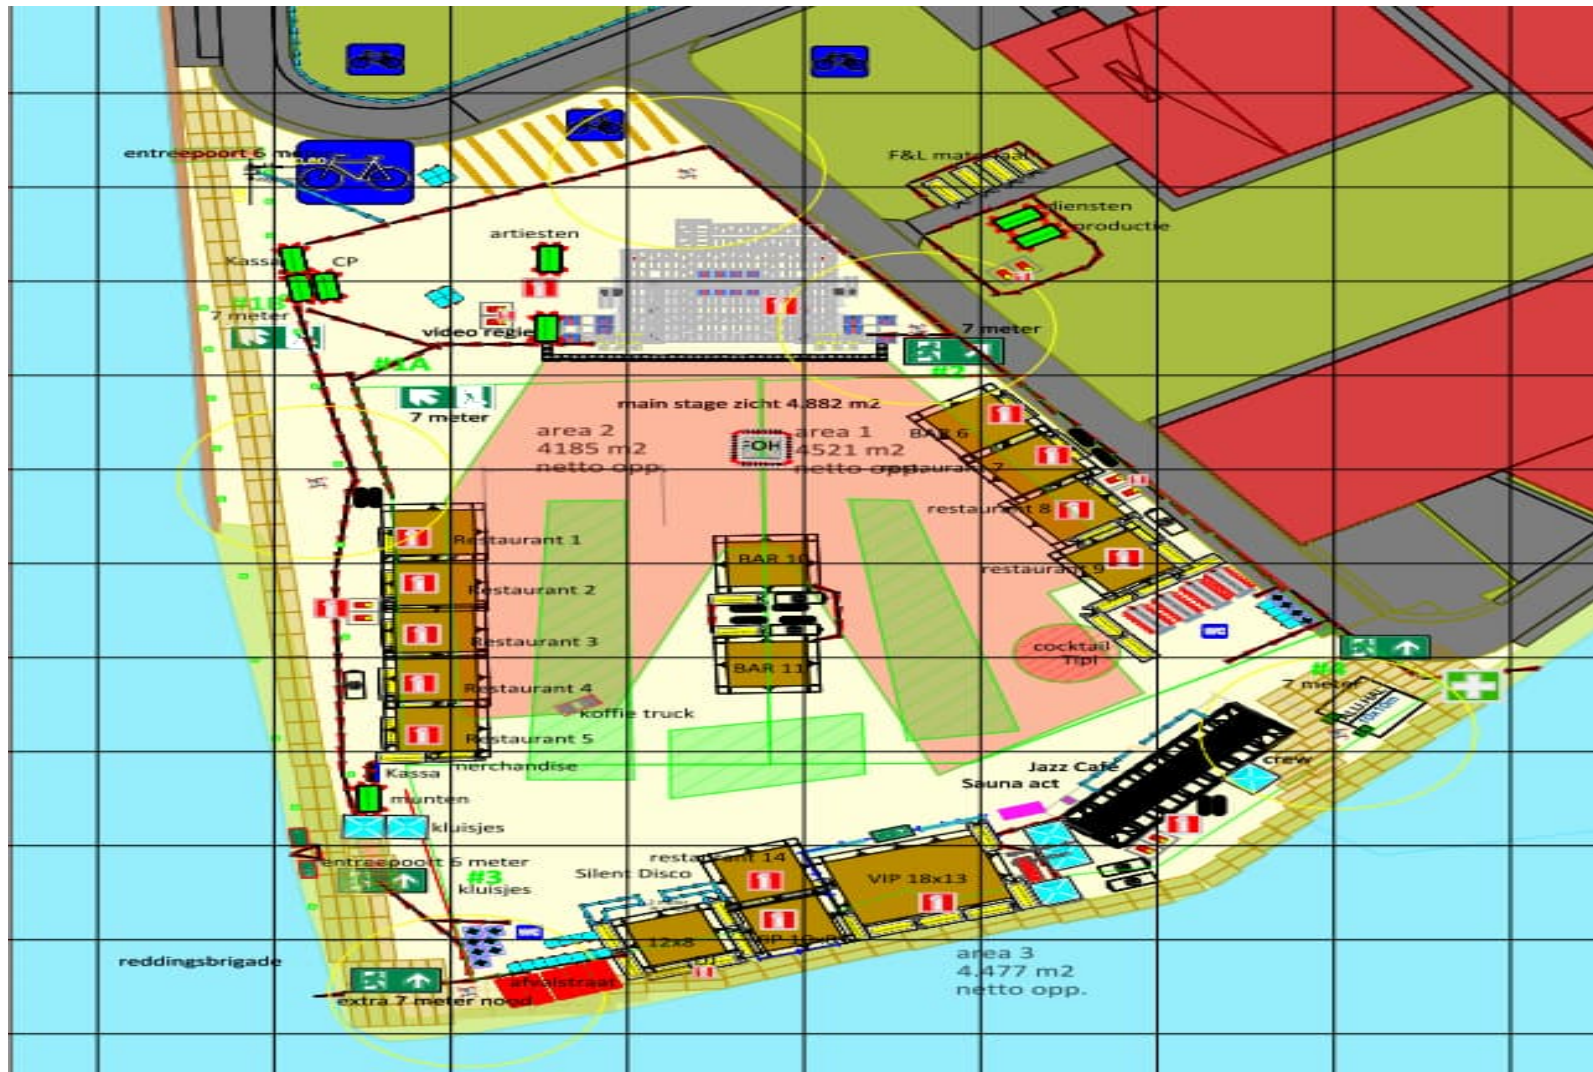 entreepoort 6 meter
F&L materiaal
diensten
productie
artiesten
Kassa
CP
#1B
7 meter
video regie
7 meter
#1A
#2
7 meter
main stage zicht 4.882 m2
area 2
4185 m2
netto opp.
FOH
area 1
4521 m2
netto opp.
BAR 6
restaurant 7
restaurant 8
restaurant 9
Restaurant 1
Restaurant 2
Restaurant 3
Restaurant 4
Restaurant 5
BAR 10
BAR 11
WC
cocktail
Tipi
#4
7 meter
koffie truck
Kassa
merchandise
munten
kluisjes
Jazz Café
Sauna act
crew
entreepoort 6 meter
#3
kluisjes
restaurant 14
Silent Disco
VIP 18x13
12x8
WC
area 3
4.477 m2
netto opp.
reddingsbrigade
afvalstraat
extra 7 meter nood